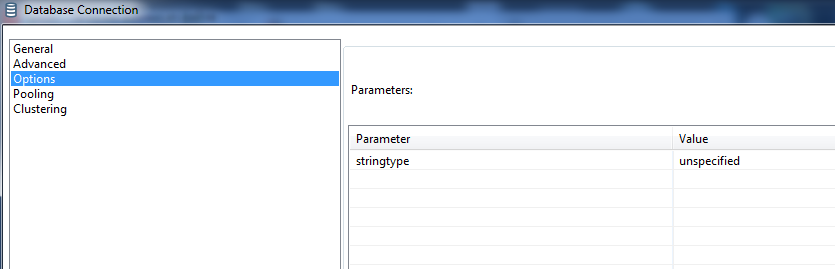 Database Connection
General
Advanced
Options
Pooling
Clustering
Parameters:
Parameter Value
stringtype unspecified